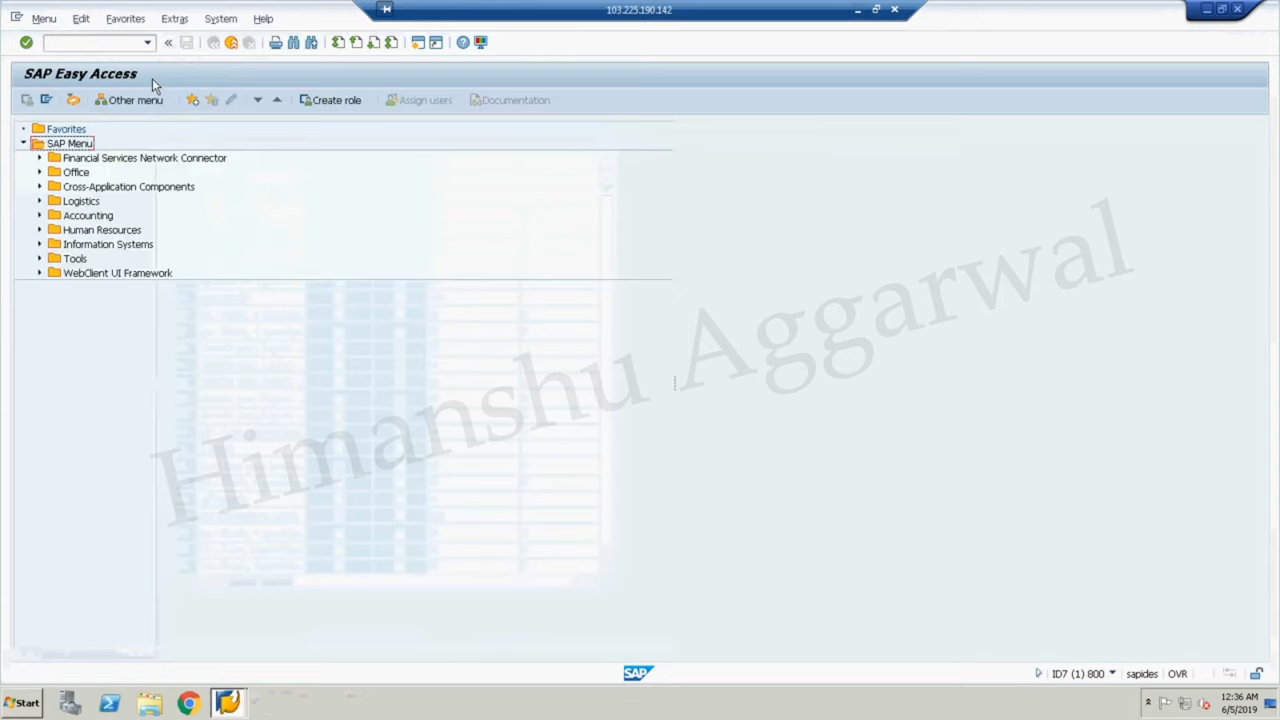 103.225.190.142
Menu Edit Favorites Extras System Help
SAP Easy Access
Other menu Create role Assign users Documentation
Favorites
SAP Menu
Financial Services Network Connector
Office
Cross-Application Components
Logistics
Accounting
Human Resources
Information Systems
Tools
WebClient UI Framework
Himanshu Aggarwal
SAP ID7 (1) 800 sapides OVR
Start 12:36 AM
6/5/2019